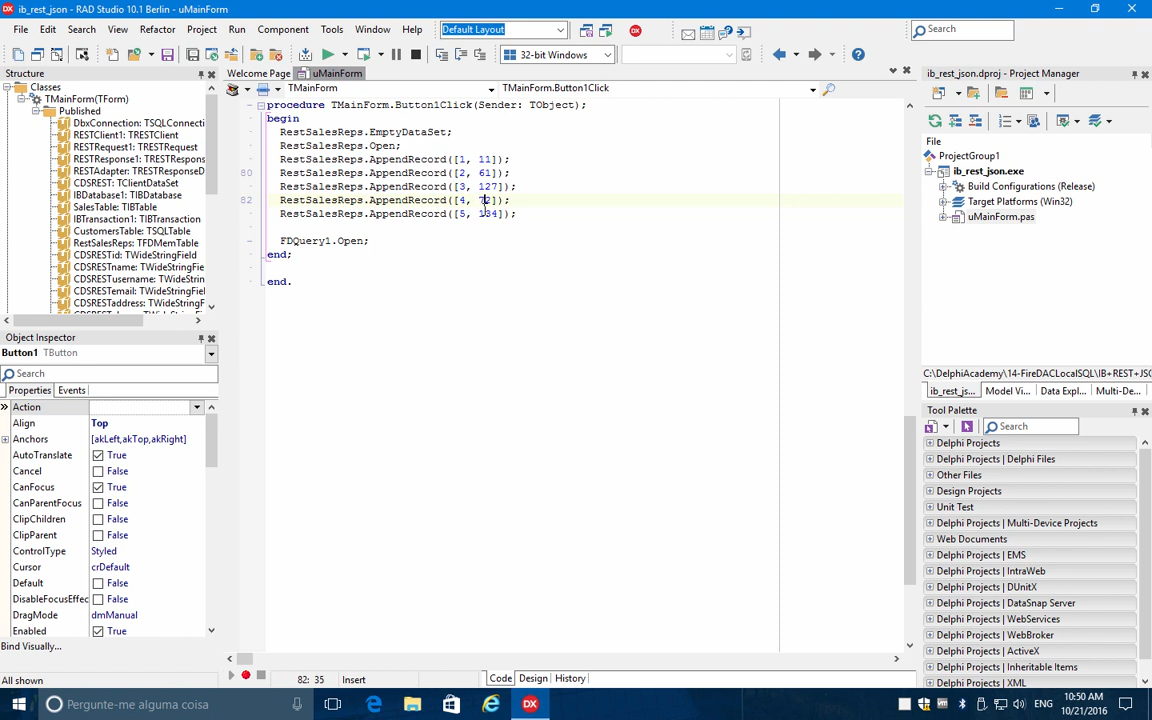 ib_rest_json - RAD Studio 10.1 Berlin - uMainForm
File Edit Search View Refactor Project Run Component Tools Window Help
Default Layout
Search
32-bit Windows
Structure
Classes
TMainForm(TForm)
Published
DbxConnection: TSQLConnecti
RESTClient1: TRESTClient
RESTRequest1: TRESTRequest
RESTResponse1: TRESTRespons
RESTAdapter: TRESTResponseD
CDSREST: TClientDataSet
IBDatabase1: TIBDatabase
SalesTable: TIBTable
IBTransaction1: TIBTransaction
CustomersTable: TSQLTable
RestSalesReps: TFDMemTable
CDSRESTid: TWideStringField
CDSRESTname: TWideStringFie
CDSRESTusername: TWideStrin
CDSRESTemail: TWideStringFiel
CDSRESTaddress: TWideStringF
Object Inspector
Button1 TButton
Search
Properties Events
Action
Align Top
Anchors [akLeft,akTop,akRight]
AutoTranslate True
Cancel False
CanFocus True
CanParentFocus False
ClipChildren False
ClipParent False
ControlType Styled
Cursor crDefault
Default False
DisableFocusEffec False
DragMode dmManual
Enabled True
Bind Visually...
All shown
Welcome Page uMainForm
TMainForm TMainForm.Button1Click
procedure TMainForm.Button1Click(Sender: TObject);
begin
RestSalesReps.EmptyDataSet;
RestSalesReps.Open;
RestSalesReps.AppendRecord([1, 11]);
80 RestSalesReps.AppendRecord([2, 61]);
RestSalesReps.AppendRecord([3, 127]);
82 RestSalesReps.AppendRecord([4, 72]);
RestSalesReps.AppendRecord([5, 134]);
FDQuery1.Open;
end;
end.
82: 35 Insert
Code Design History
ib_rest_json.dproj - Project Manager
File
ProjectGroup1
ib_rest_json.exe
Build Configurations (Release)
Target Platforms (Win32)
uMainForm.pas
C:\DelphiAcademy\14-FireDACLocalSQL\IB+REST+JSO
ib_rest_js... Model Vi... Data Expl... Multi-De...
Tool Palette
Search
Delphi Projects
Delphi Projects | Delphi Files
Other Files
Design Projects
Unit Test
Delphi Projects | Multi-Device Projects
Web Documents
Delphi Projects | EMS
Delphi Projects | IntraWeb
Delphi Projects | DUnitX
Delphi Projects | DataSnap Server
Delphi Projects | WebServices
Delphi Projects | WebBroker
Delphi Projects | ActiveX
Delphi Projects | Inheritable Items
Delphi Projects | XML
Pergunte-me alguma coisa
ENG
10:50 AM
10/21/2016